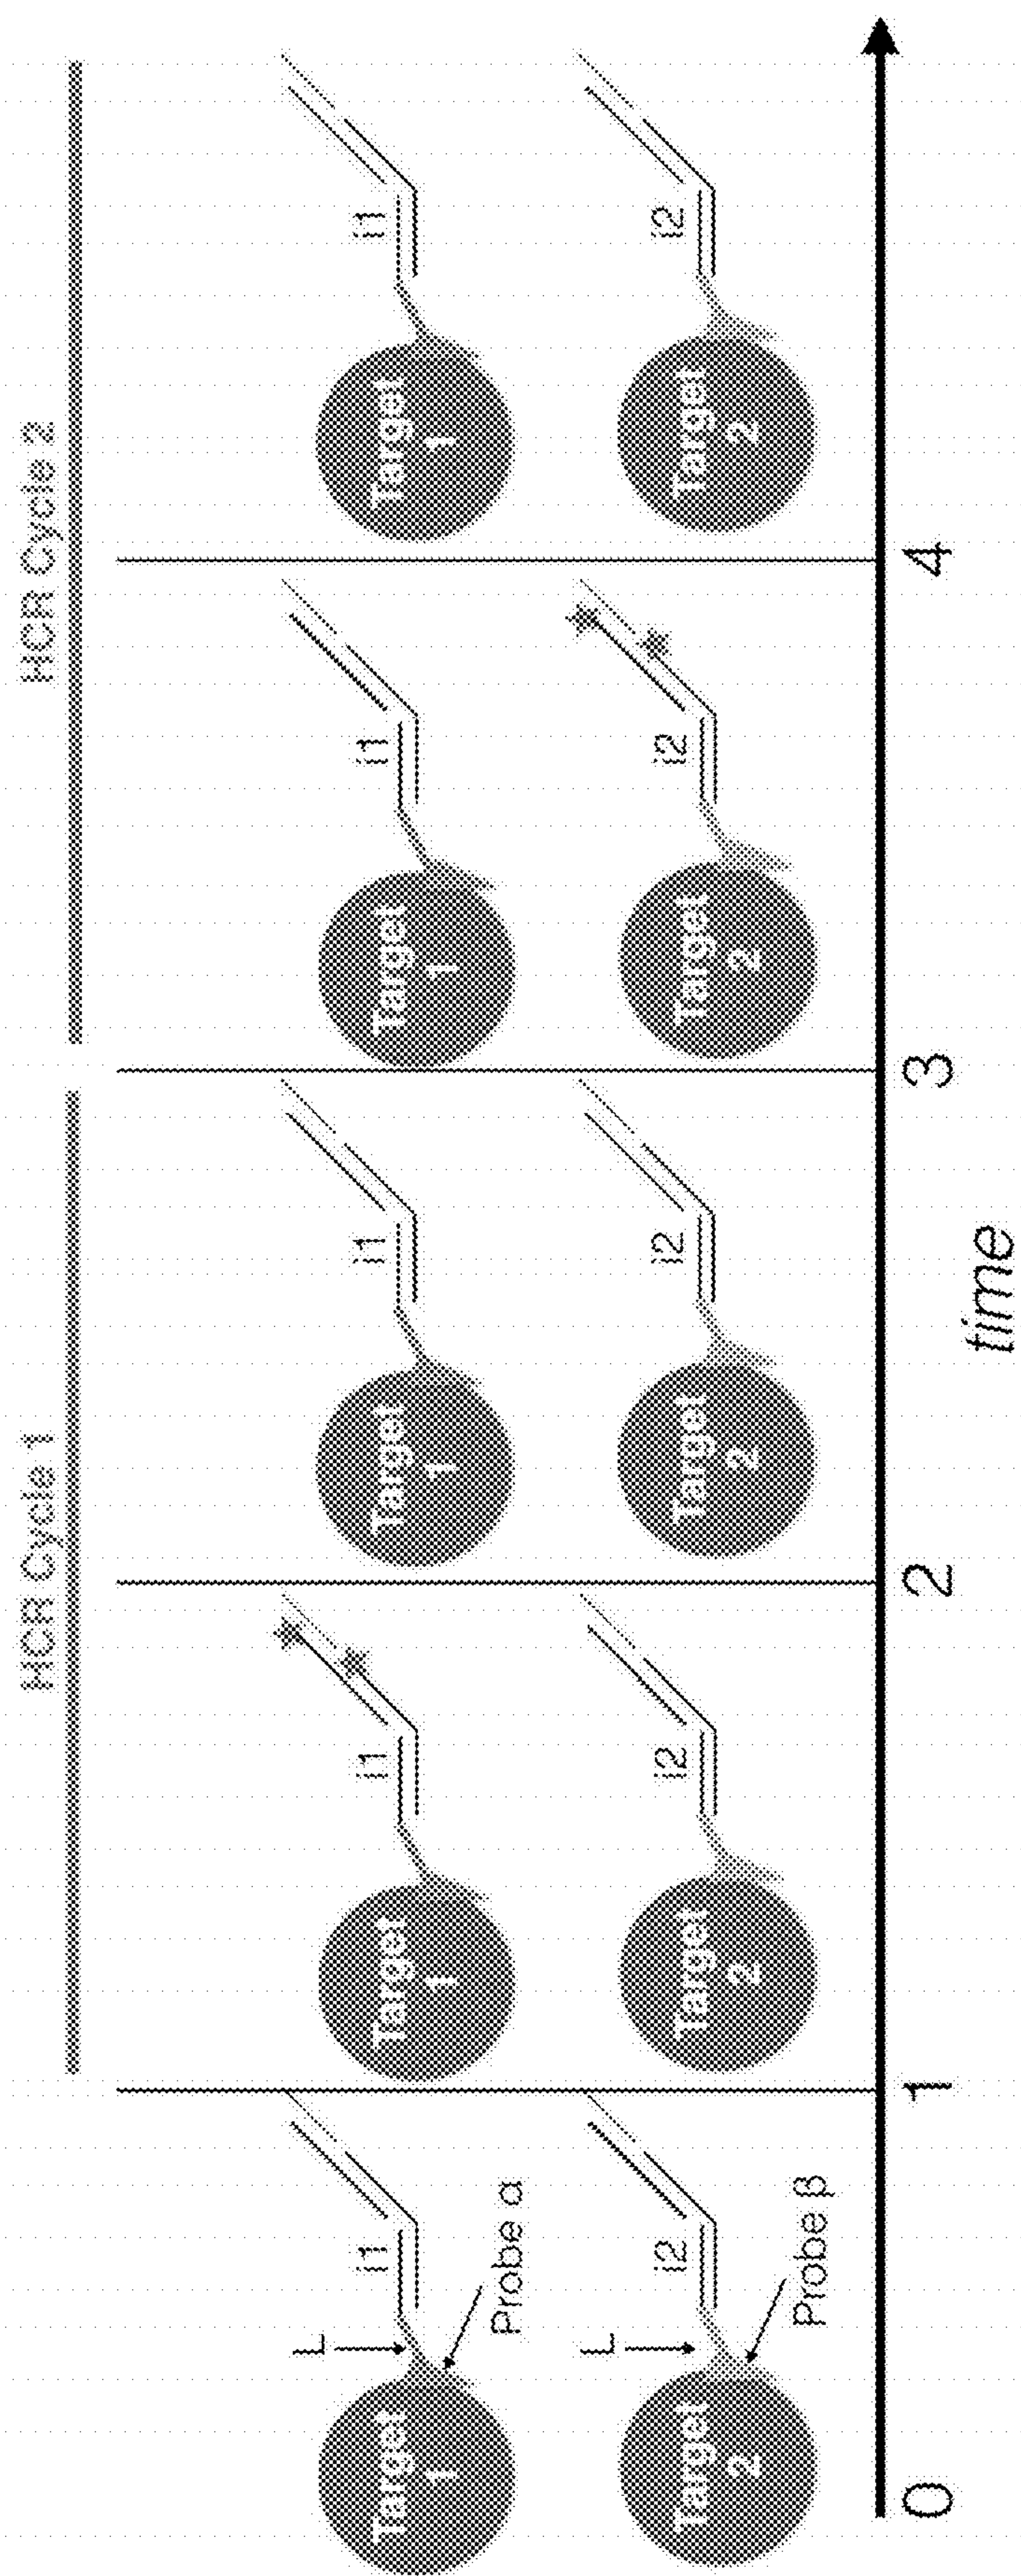 HCR Cycle 1
HCR Cycle 2
L
i1
i1
i1
i1
i1
Target
1
Target
1
Target
1
Target
1
Target
1
Probe α
L
i2
i2
i2
i2
i2
Target
2
Target
2
Target
2
Target
2
Target
2
Probe β
0
1
2
3
4
time